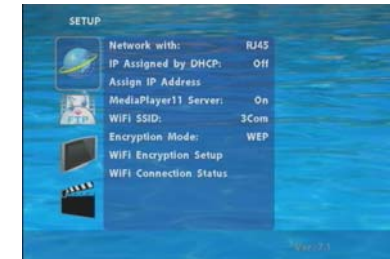 SETUP
Network with: RJ45
IP Assigned by DHCP: Off
Assign IP Address
MediaPlayer11 Server: On
WiFi SSID: 3Com
Encryption Mode: WEP
WiFi Encryption Setup
WiFi Connection Status
FTP
Ver: 7.1